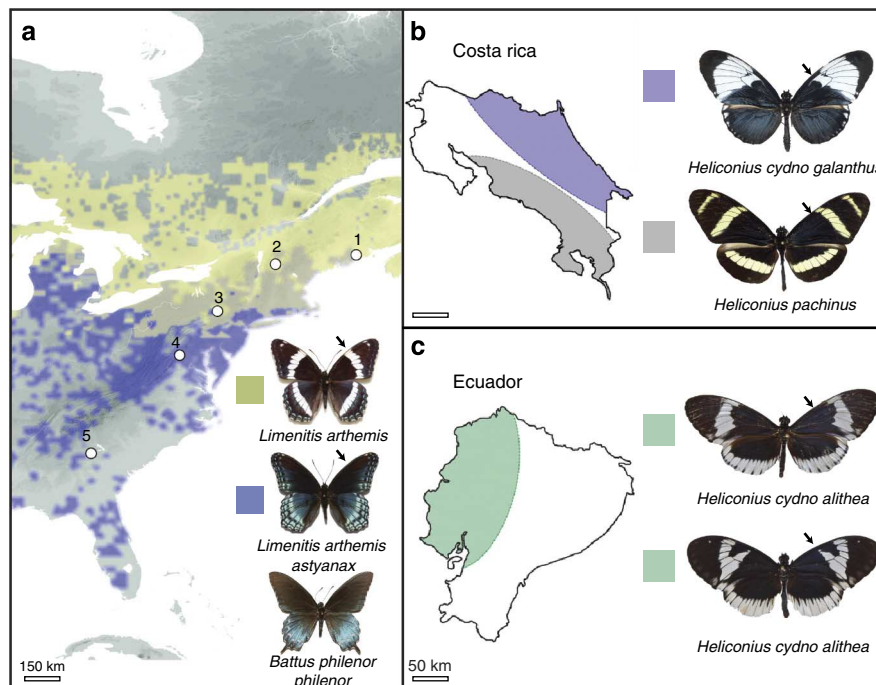 a
1
2
3
4
5
Limenitis arthemis
Limenitis arthemis
astyanax
Battus philenor
philenor
150 km
b
Costa rica
Heliconius cydno galanthus
Heliconius pachinus
c
Ecuador
Heliconius cydno alithea
Heliconius cydno alithea
50 km